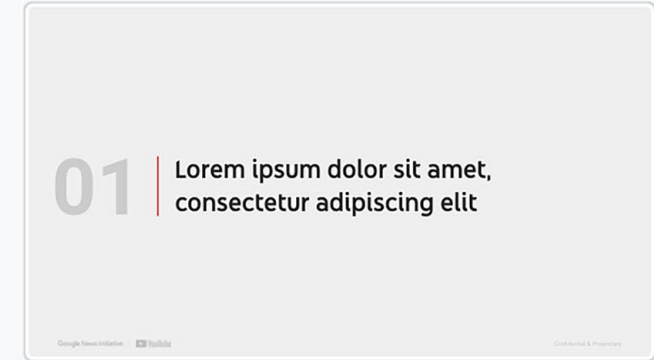 01
Lorem ipsum dolor sit amet,
consectetur adipiscing elit
Google News Initiative
YouTube
Confidential & Proprietary